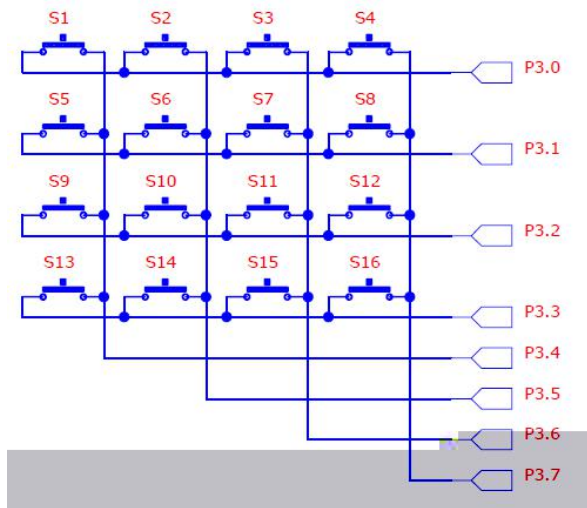 S1 S2 S3 S4
P3.0
S5 S6 S7 S8
P3.1
S9 S10 S11 S12
P3.2
S13 S14 S15 S16
P3.3
P3.4
P3.5
P3.6
P3.7